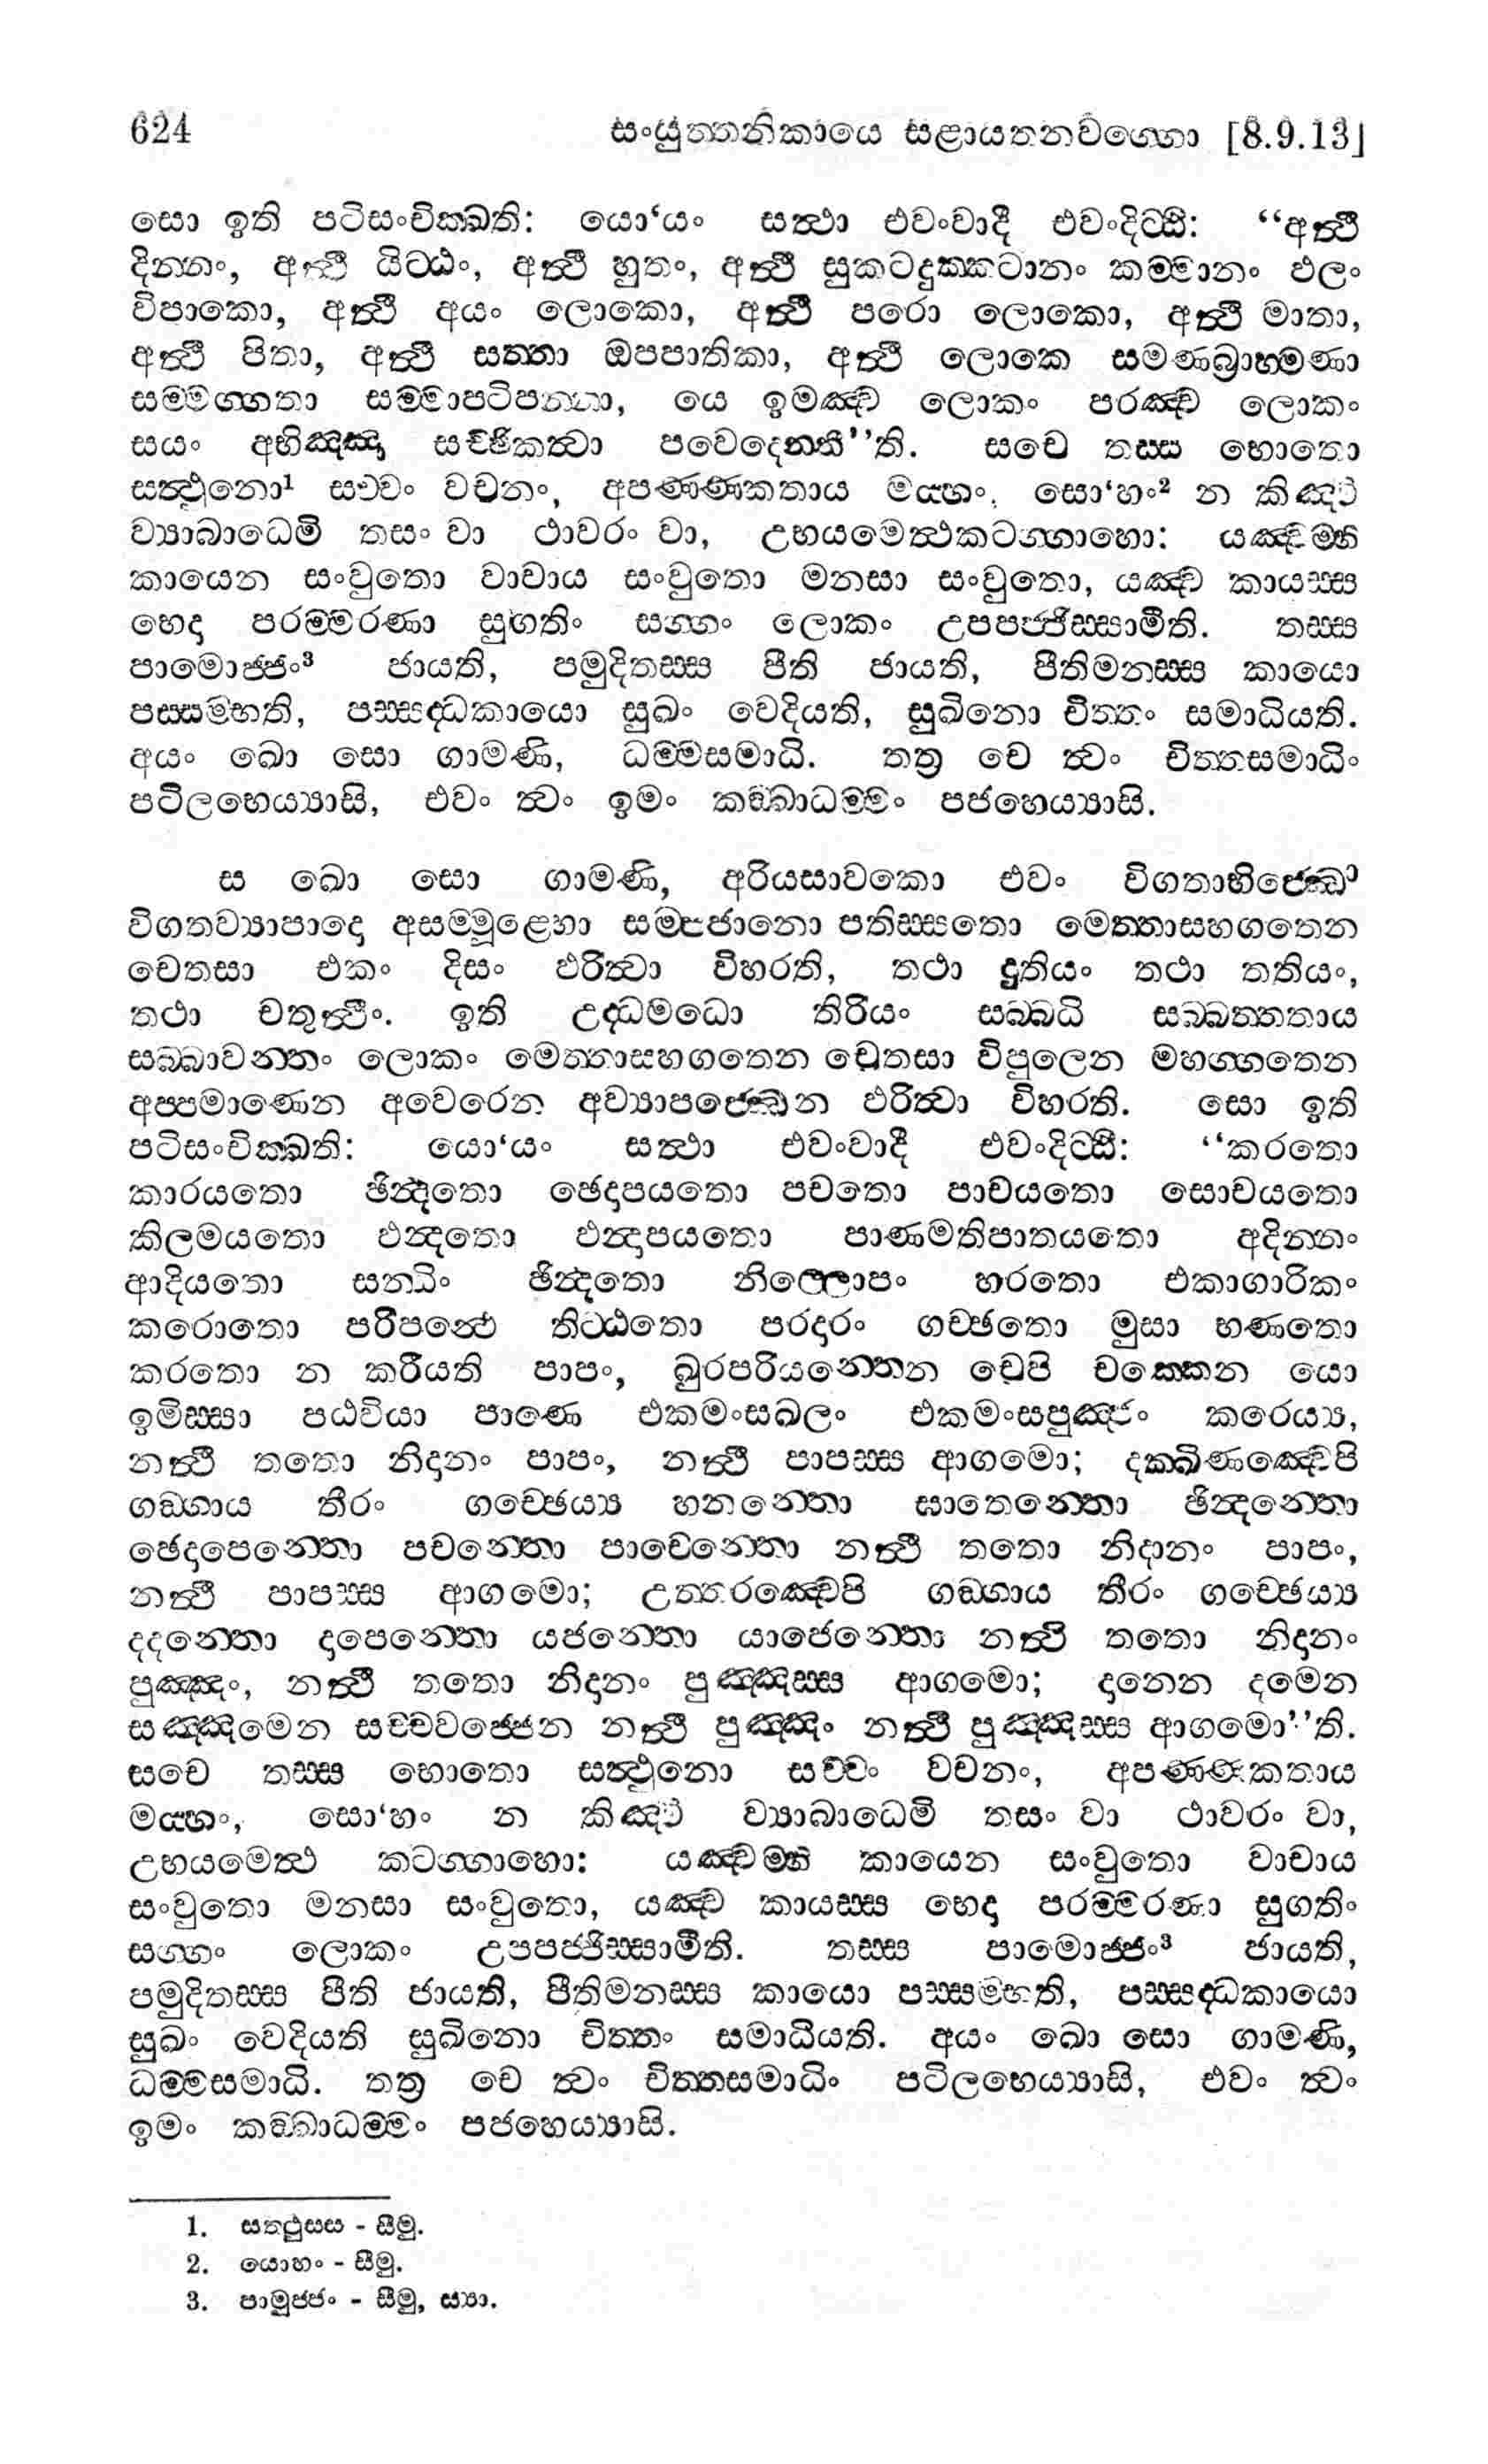 624 සංයුත්තනිකායෙ සළායතනවග්ගො [8.9.13]
සො ඉති පටිසංචික්ඛති: යො‘යං සත්ථා එවංවාදී එවංදිට්ඨි: “අත්ථි
දින්නං, අත්ථි යිට්ඨං, අත්ථි හුතං, අත්ථි සුකටදුක්කටානං කම්මානං ඵලං
විපාකො, අත්ථි අයං ලොකො, අත්ථි පරො ලොකො, අත්ථි මාතා,
අත්ථි පිතා, අත්ථි සත්තා ඔපපාතිකා, අත්ථි ලොකෙ සමණබ්‍රාහ්මණා
සම්මග්ගතා සම්මාපටිපන්නා, යෙ ඉමඤ්ච ලොකං පරඤ්ච ලොකං
සයං අභිඤ්ඤා සච්ඡිකත්වා පවෙදෙන්තී”ති. සචෙ තස්ස භොතො
සත්ථුනො¹ සච්චං වචනං, අපණ්ණකතාය මය්හං, සො‘හං² න කිඤ්චි
ව්‍යාබාධෙමි තසං වා ථාවරං වා, උභයමෙත්ථකටග්ගාහො: යඤ්චම්හි
කායෙන සංවුතො වාචාය සංවුතො මනසා සංවුතො, යඤ්ච කායස්ස
භෙදා පරම්මරණා සුගතිං සග්ගං ලොකං උපපජ්ජිස්සාමීති. තස්ස
පාමොජ්ජං³ ජායති, පමුදිතස්ස පීති ජායති, පීතිමනස්ස කායො
පස්සම්භති, පස්සද්ධකායො සුඛං වෙදියති, සුඛිනො චිත්තං සමාධියති.
අයං ඛො සො ගාමණි, ධම්මසමාධි. තත්‍ර චෙ ත්වං චිත්තසමාධිං
පටිලභෙය්‍යාසි, එවං ත්වං ඉමං කඞ්ඛාධම්මං පජහෙය්‍යාසි.
ස ඛො සො ගාමණි, අරියසාවකො එවං විගතාභිජ්ඣො
විගතව්‍යාපාදො අසම්මූළ්හො සම්පජානො පතිස්සතො මෙත්තාසහගතෙන
චෙතසා එකං දිසං ඵරිත්වා විහරති, තථා දුතියං තථා තතියං,
තථා චතුත්ථිං. ඉති උද්ධමධො තිරියං සබ්බධි සබ්බත්තතාය
සබ්බාවන්තං ලොකං මෙත්තාසහගතෙන චෙතසා විපුලෙන මහග්ගතෙන
අප්පමාණෙන අවෙරෙන අව්‍යාපජ්ඣෙන ඵරිත්වා විහරති. සො ඉති
පටිසංචික්ඛති: යො‘යං සත්ථා එවංවාදී එවංදිට්ඨි: “කරතො
කාරයතො ඡින්දතො ඡෙදාපයතො පචතො පාචයතො සොචයතො
කිලමයතො ඵන්දතො ඵන්දාපයතො පාණමතිපාතයතො අදින්නං
ආදියතො සන්ධිං ඡින්දතො නිල්ලොපං හරතො එකාගාරිකං
කරොතො පරිපන්ථෙ තිට්ඨතො පරදාරං ගච්ඡතො මුසා භණතො
කරතො න කරීයති පාපං, ඛුරපරියන්තෙන චෙපි චක්කෙන යො
ඉමිස්සා පඨවියා පාණෙ එකමංසඛලං එකමංසපුඤ්ජං කරෙය්‍ය,
නත්ථි තතො නිදානං පාපං, නත්ථි පාපස්ස ආගමො; දක්ඛිණඤ්චෙපි
ගඞ්ගාය තීරං ගච්ඡෙය්‍ය හනන්තො ඝාතෙන්තො ඡින්දන්තො
ඡෙදාපෙන්තො පචන්තො පාචෙන්තො නත්ථි තතො නිදානං පාපං,
නත්ථි පාපස්ස ආගමො; උත්තරඤ්චෙපි ගඞ්ගාය තීරං ගච්ඡෙය්‍ය
දදන්තො දාපෙන්තො යජන්තො යාජෙන්තො නත්ථි තතො නිදානං
පුඤ්ඤං, නත්ථි තතො නිදානං පුඤ්ඤස්ස ආගමො; දානෙන දමෙන
සඤ්ඤමෙන සච්චවජ්ජෙන නත්ථි පුඤ්ඤං නත්ථි පුඤ්ඤස්ස ආගමො”ති.
සචෙ තස්ස භොතො සත්ථුනො සච්චං වචනං, අපණ්ණකතාය
මය්හං, සො‘හං න කිඤ්චි ව්‍යාබාධෙමි තසං වා ථාවරං වා,
උභයමෙත්ථ කටග්ගාහො: යඤ්චම්හි කායෙන සංවුතො වාචාය
සංවුතො මනසා සංවුතො, යඤ්ච කායස්ස භෙදා පරම්මරණා සුගතිං
සග්ගං ලොකං උපපජ්ජිස්සාමීති. තස්ස පාමොජ්ජං³ ජායති,
පමුදිතස්ස පීති ජායති, පීතිමනස්ස කායො පස්සම්භති, පස්සද්ධකායො
සුඛං වෙදියති සුඛිනො චිත්තං සමාධියති. අයං ඛො සො ගාමණි,
ධම්මසමාධි. තත්‍ර චෙ ත්වං චිත්තසමාධිං පටිලභෙය්‍යාසි, එවං ත්වං
ඉමං කඞ්ඛාධම්මං පජහෙය්‍යාසි.
1. සත්ථුස්ස - සීමු.
2. යොහං - සීමු.
3. පාමුජ්ජං - සීමු, ස්‍යා.